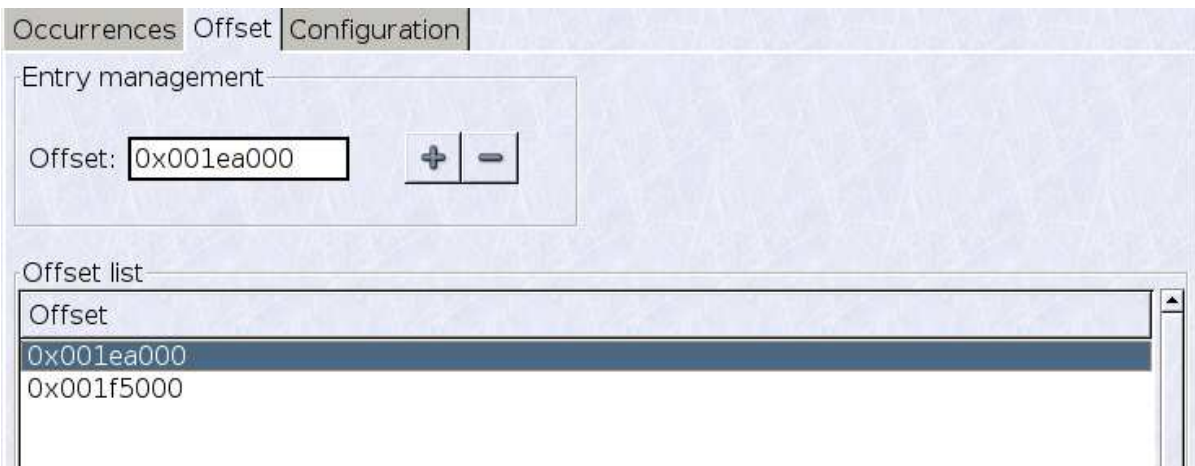 Occurrences Offset Configuration
Entry management
Offset: 0x001ea000
Offset list
Offset
0x001ea000
0x001f5000